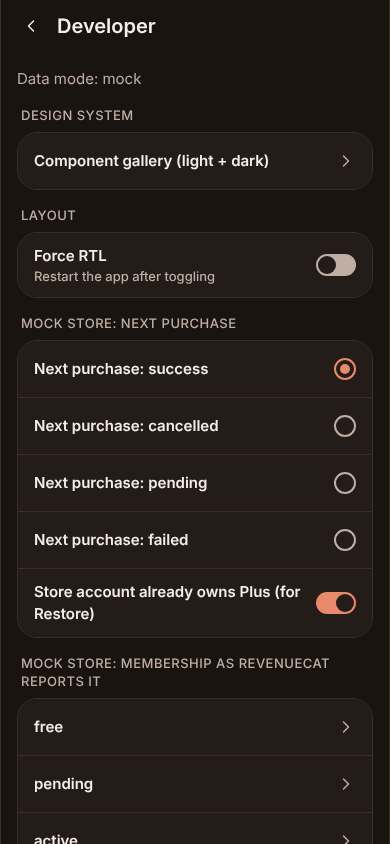 Developer
Data mode: mock
DESIGN SYSTEM
Component gallery (light + dark)
LAYOUT
Force RTL
Restart the app after toggling
MOCK STORE: NEXT PURCHASE
Next purchase: success
Next purchase: cancelled
Next purchase: pending
Next purchase: failed
Store account already owns Plus (for
Restore)
MOCK STORE: MEMBERSHIP AS REVENUECAT
REPORTS IT
free
pending
active